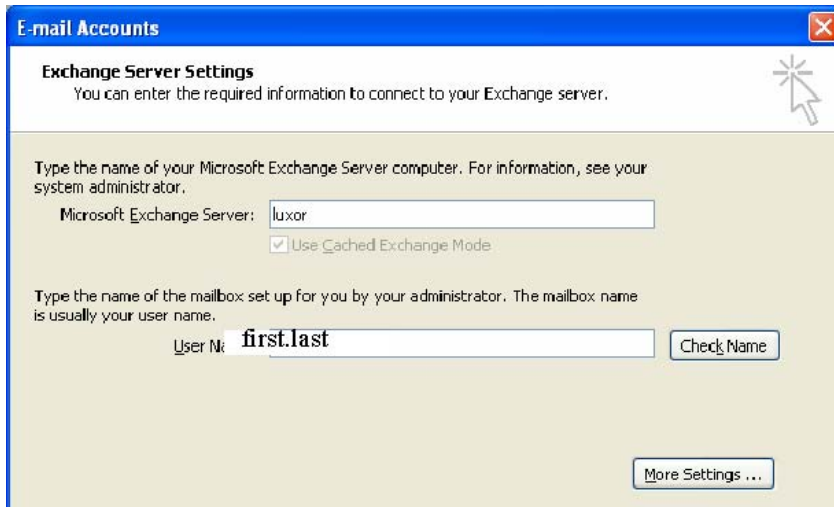 E-mail Accounts
Exchange Server Settings
You can enter the required information to connect to your Exchange server.
Type the name of your Microsoft Exchange Server computer. For information, see your
system administrator.
Microsoft Exchange Server: luxor
Use Cached Exchange Mode
Type the name of the mailbox set up for you by your administrator. The mailbox name
is usually your user name.
User first.last Check Name
More Settings ...